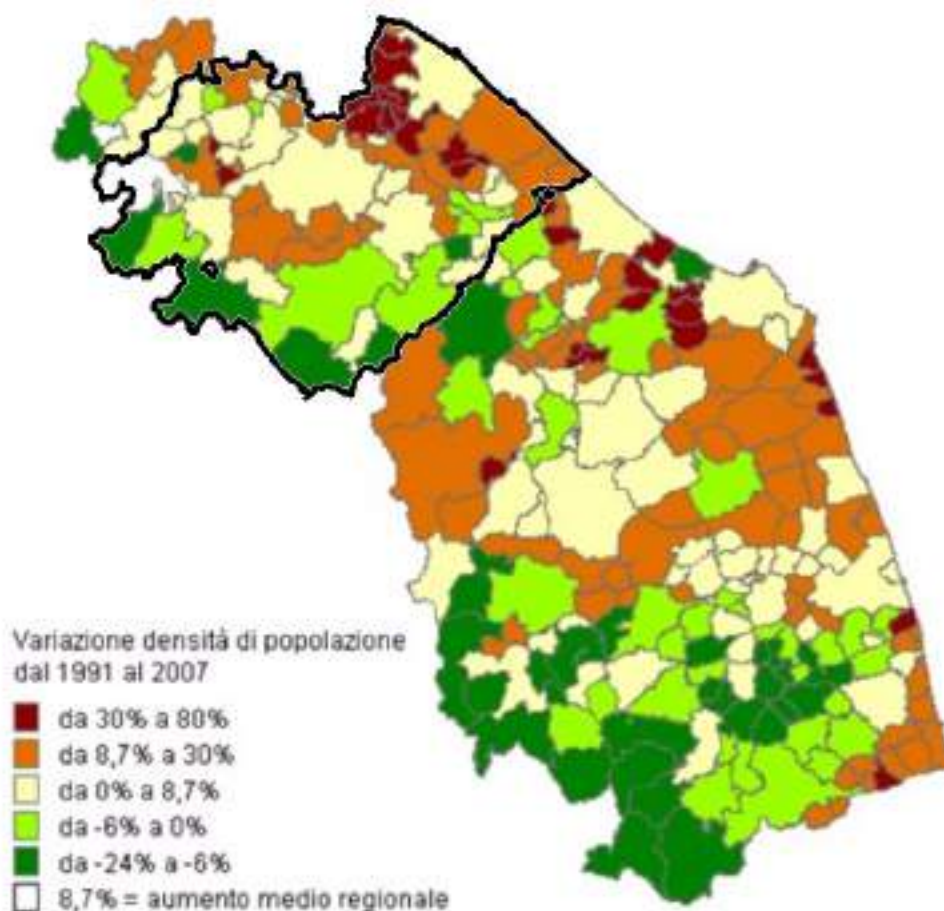 Variazione densità di popolazione
dal 1991 al 2007
da 30% a 80%
da 8,7% a 30%
da 0% a 8,7%
da -6% a 0%
da -24% a -6%
8,7% = aumento medio regionale